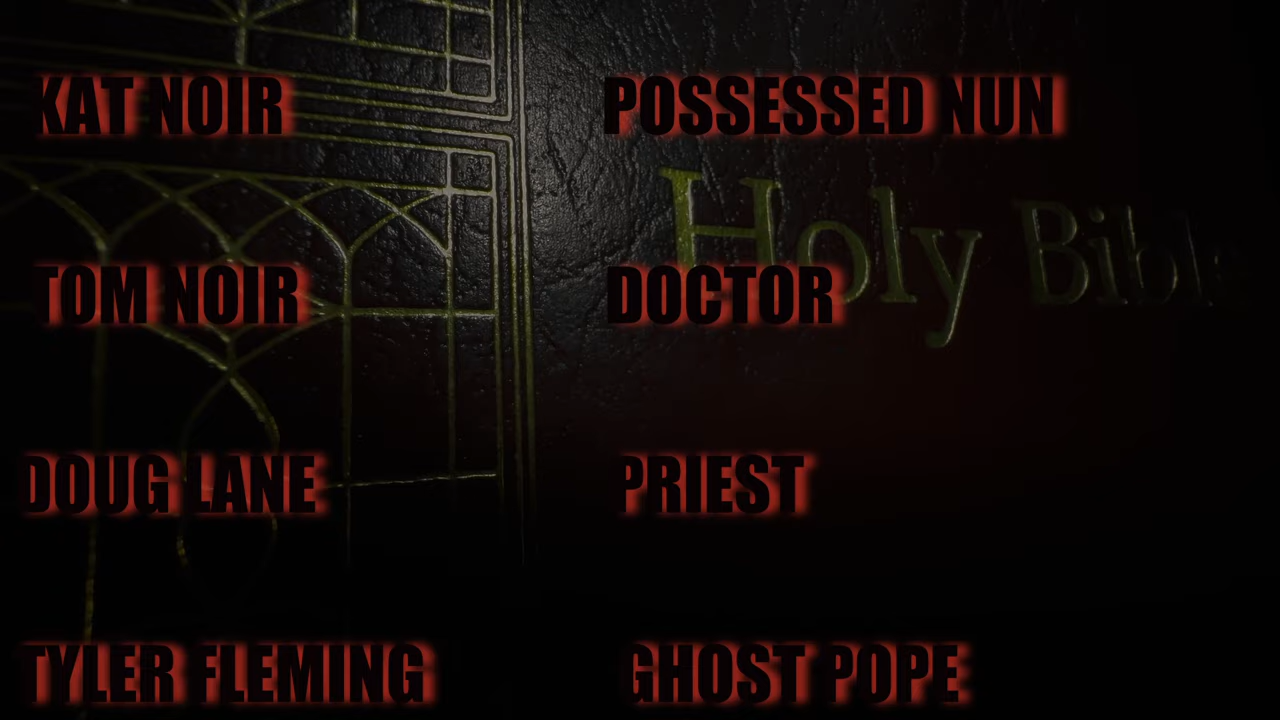 KAT NOIR POSSESSED NUN
Holy Bible
TOM NOIR DOCTOR
DOUG LANE PRIEST
TYLER FLEMING GHOST POPE